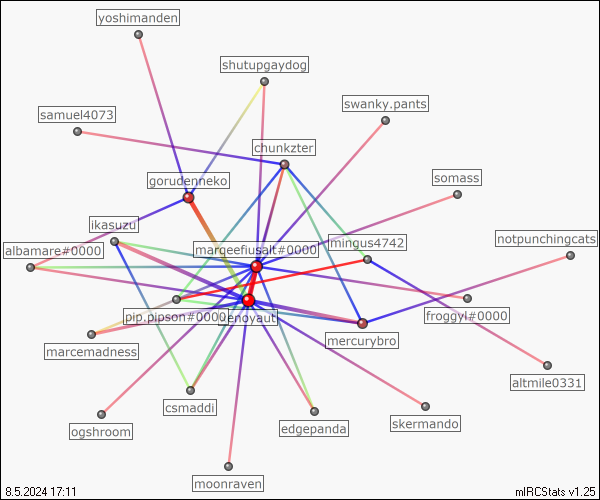 yoshimanden
shutupgaydog
swanky.pants
samuel4073
chunkzter
gorudenneko
somass
ikasuzu
mingus4742
notpunchingcats
albamare#0000
marqeefiusalt#0000
pip.pipson#0000
enoyaut
froggyl#0000
mercurybro
marcemadness
altmile0331
csmaddi
edgepanda
skermando
ogshroom
moonraven
8.5.2024 17:11
mIRCStats v1.25